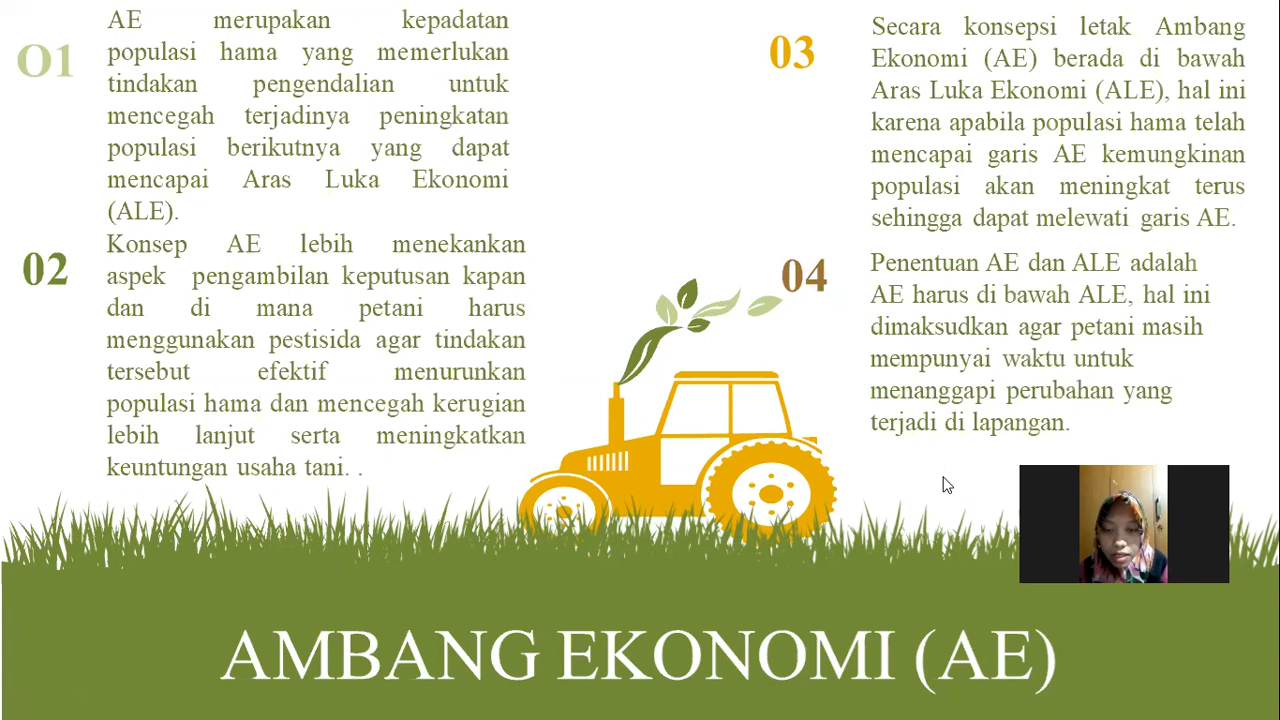 O1
AE merupakan kepadatan
populasi hama yang memerlukan
tindakan pengendalian untuk
mencegah terjadinya peningkatan
populasi berikutnya yang dapat
mencapai Aras Luka Ekonomi
(ALE).
02
Konsep AE lebih menekankan
aspek pengambilan keputusan kapan
dan di mana petani harus
menggunakan pestisida agar tindakan
tersebut efektif menurunkan
populasi hama dan mencegah kerugian
lebih lanjut serta meningkatkan
keuntungan usaha tani. .
03
Secara konsepsi letak Ambang
Ekonomi (AE) berada di bawah
Aras Luka Ekonomi (ALE), hal ini
karena apabila populasi hama telah
mencapai garis AE kemungkinan
populasi akan meningkat terus
sehingga dapat melewati garis AE.
04
Penentuan AE dan ALE adalah
AE harus di bawah ALE, hal ini
dimaksudkan agar petani masih
mempunyai waktu untuk
menanggapi perubahan yang
terjadi di lapangan.
AMBANG EKONOMI (AE)